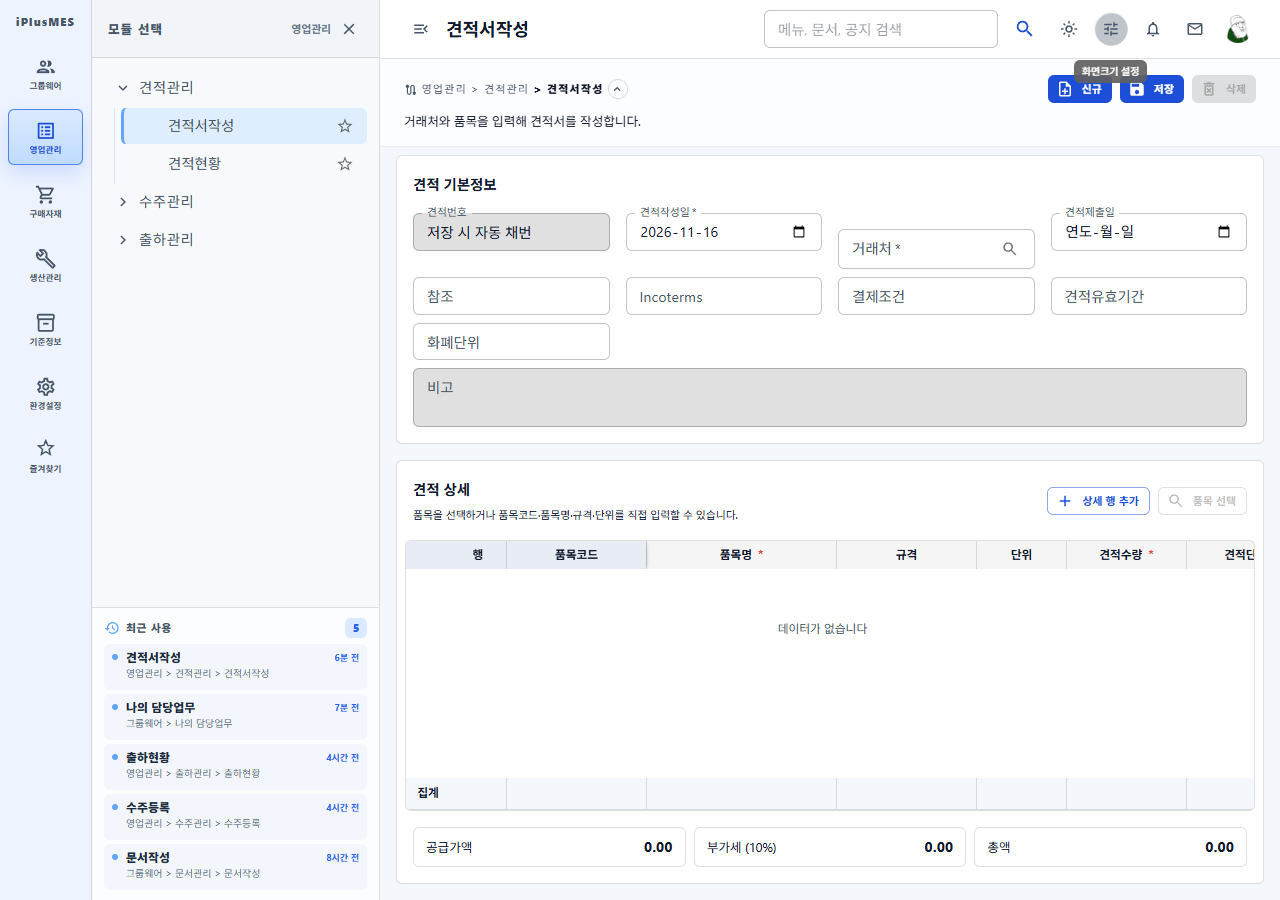 iPlusMES
그룹웨어
영업관리
구매자재
생산관리
기준정보
환경설정
즐겨찾기
모듈 선택
영업관리
견적관리
견적서작성
견적현황
수주관리
출하관리
최근 사용
5
견적서작성
6분 전
영업관리 > 견적관리 > 견적서작성
나의 담당업무
7분 전
그룹웨어 > 나의 담당업무
출하현황
4시간 전
영업관리 > 출하관리 > 출하현황
수주등록
4시간 전
영업관리 > 수주관리 > 수주등록
문서작성
8시간 전
그룹웨어 > 문서관리 > 문서작성
견적서작성
메뉴, 문서, 공지 검색
화면크기 설정
영업관리 > 견적관리 > 견적서작성
신규
저장
삭제
거래처와 품목을 입력해 견적서를 작성합니다.
견적 기본정보
견적번호
저장 시 자동 채번
견적작성일 *
2026-11-16
거래처 *
견적제출일
연도-월-일
참조
Incoterms
결제조건
견적유효기간
화폐단위
비고
견적 상세
품목을 선택하거나 품목코드·품목명·규격·단위를 직접 입력할 수 있습니다.
상세 행 추가
품목 선택
행
품목코드
품목명 *
규격
단위
견적수량 *
견적단
데이터가 없습니다
집계
공급가액
0.00
부가세 (10%)
0.00
총액
0.00